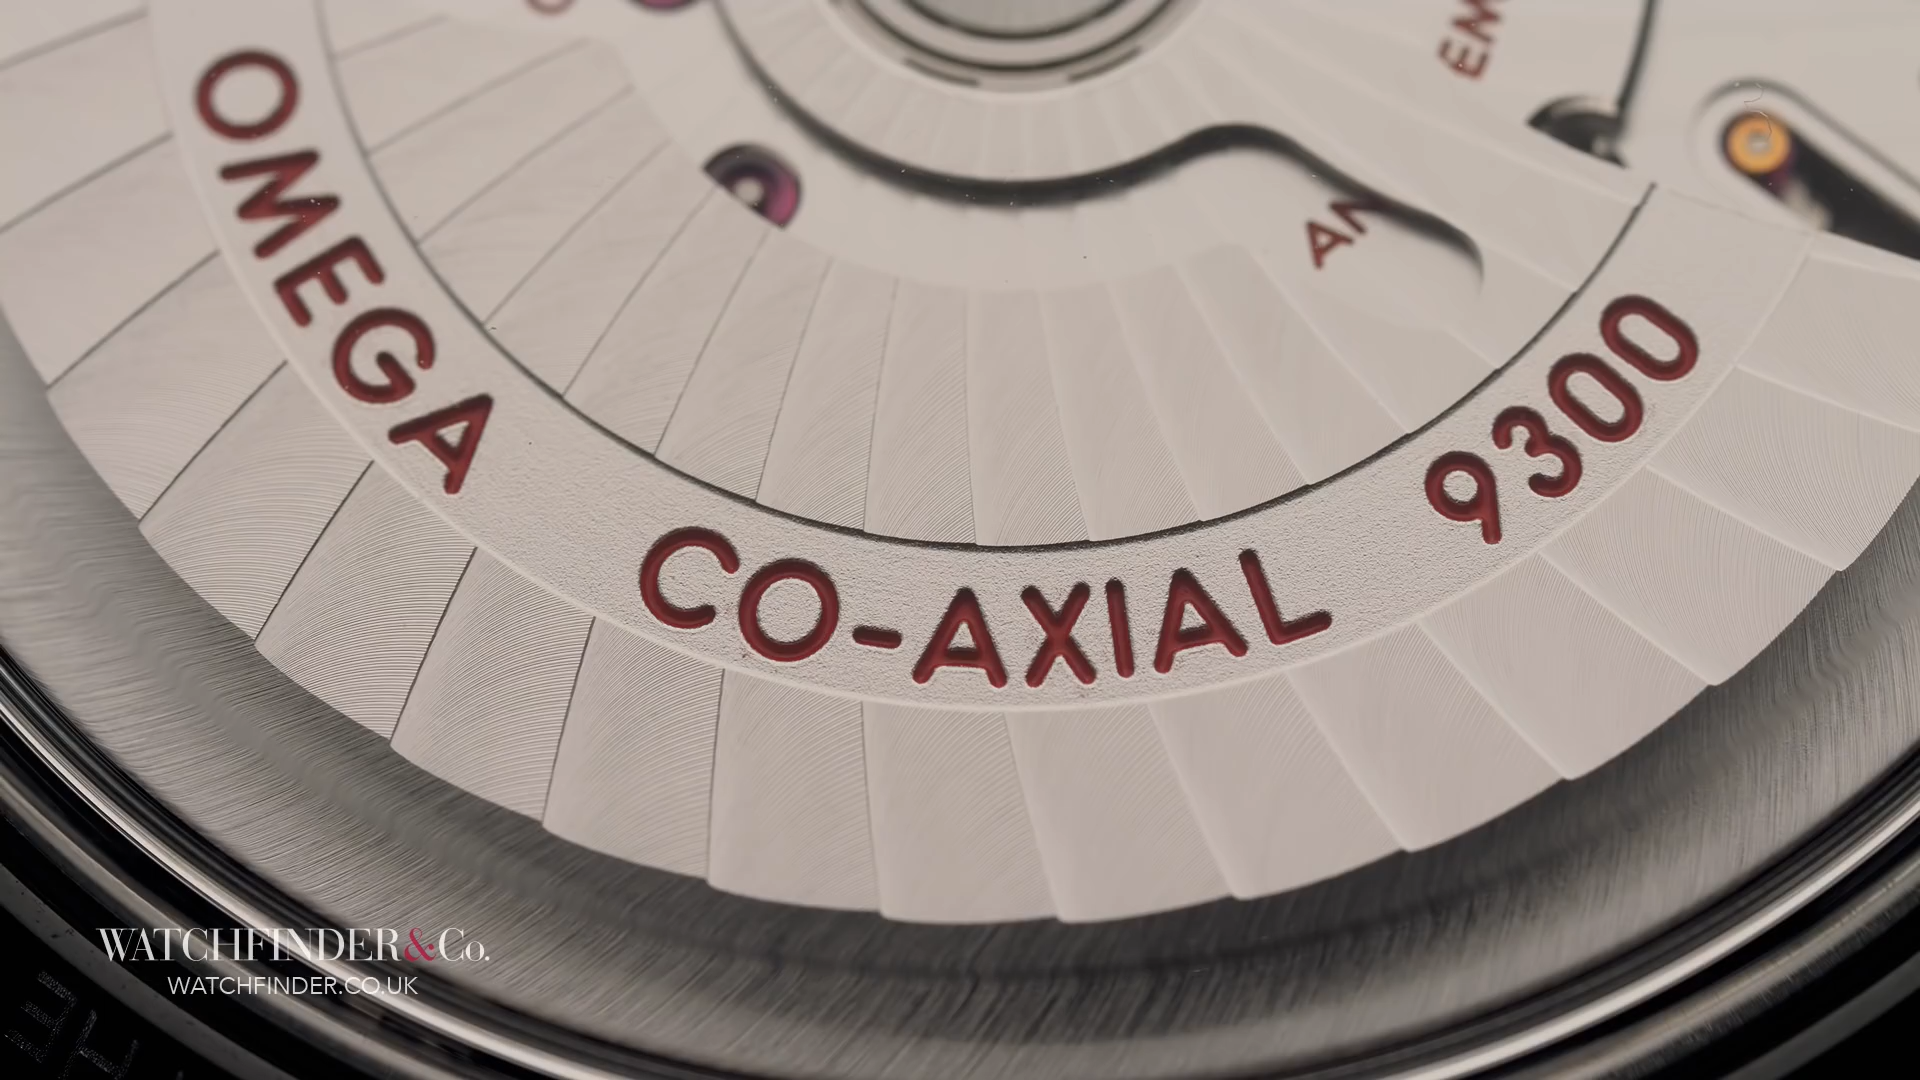 OMEGA
CO-AXIAL
9300
WATCHFINDER&Co.
WATCHFINDER.CO.UK